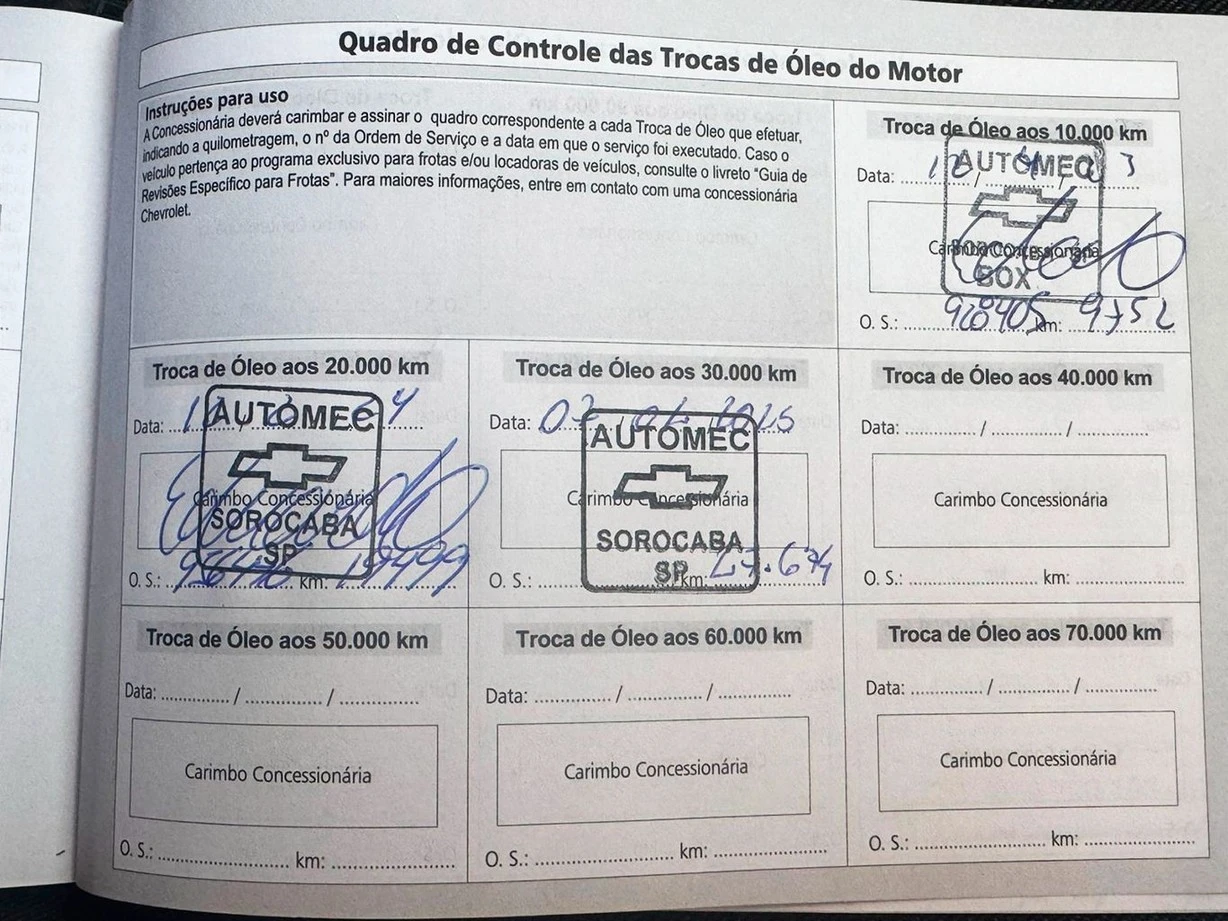 Quadro de Controle das Trocas de Óleo do Motor
Instruções para uso
A Concessionária deverá carimbar e assinar o quadro correspondente a cada Troca de Óleo que efetuar,
indicando a quilometragem, o nº da Ordem de Serviço e a data em que o serviço foi executado. Caso o
veículo pertença ao programa exclusivo para frotas e/ou locadoras de veículos, consulte o livreto "Guia de
Revisões Específico para Frotas". Para maiores informações, entre em contato com uma concessionária
Chevrolet.
Troca de Óleo aos 10.000 km
Data:
AUTOMEC
Carimbo Concessionária
BOX
O. S.: 928905 km: 9752
Troca de Óleo aos 20.000 km
Data:
AUTOMEC
Carimbo Concessionária
SOROCABA
SP
O. S.: km: 19499
Troca de Óleo aos 30.000 km
Data: 2025
AUTOMEC
Carimbo Concessionária
SOROCABA
SP
O. S.: km: 27.674
Troca de Óleo aos 40.000 km
Data: ............. / ............. / .............
Carimbo Concessionária
O. S.: ............. km: .............
Troca de Óleo aos 50.000 km
Data: ............. / ............. / .............
Carimbo Concessionária
O. S.: ............. km: .............
Troca de Óleo aos 60.000 km
Data: ............. / ............. / .............
Carimbo Concessionária
O. S.: ............. km: .............
Troca de Óleo aos 70.000 km
Data: ............. / ............. / .............
Carimbo Concessionária
O. S.: ............. km: .............